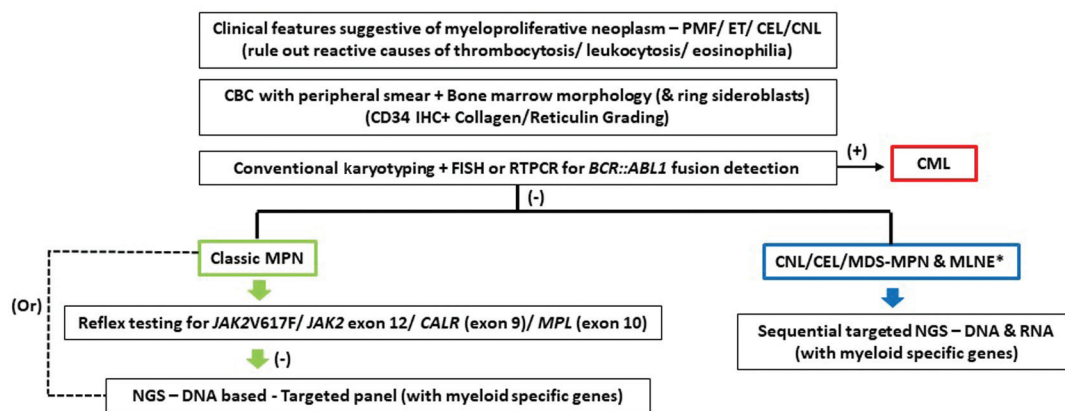 Clinical features suggestive of myeloproliferative neoplasm – PMF/ ET/ CEL/CNL
(rule out reactive causes of thrombocytosis/ leukocytosis/ eosinophilia)
CBC with peripheral smear + Bone marrow morphology (& ring sideroblasts)
(CD34 IHC+ Collagen/Reticulin Grading)
Conventional karyotyping + FISH or RTPCR for BCR::ABL1 fusion detection
(+)
CML
(-)
Classic MPN
CNL/CEL/MDS-MPN & MLNE*
(Or)
Reflex testing for JAK2V617F/ JAK2 exon 12/ CALR (exon 9)/ MPL (exon 10)
Sequential targeted NGS – DNA & RNA
(with myeloid specific genes)
(-)
NGS – DNA based - Targeted panel (with myeloid specific genes)